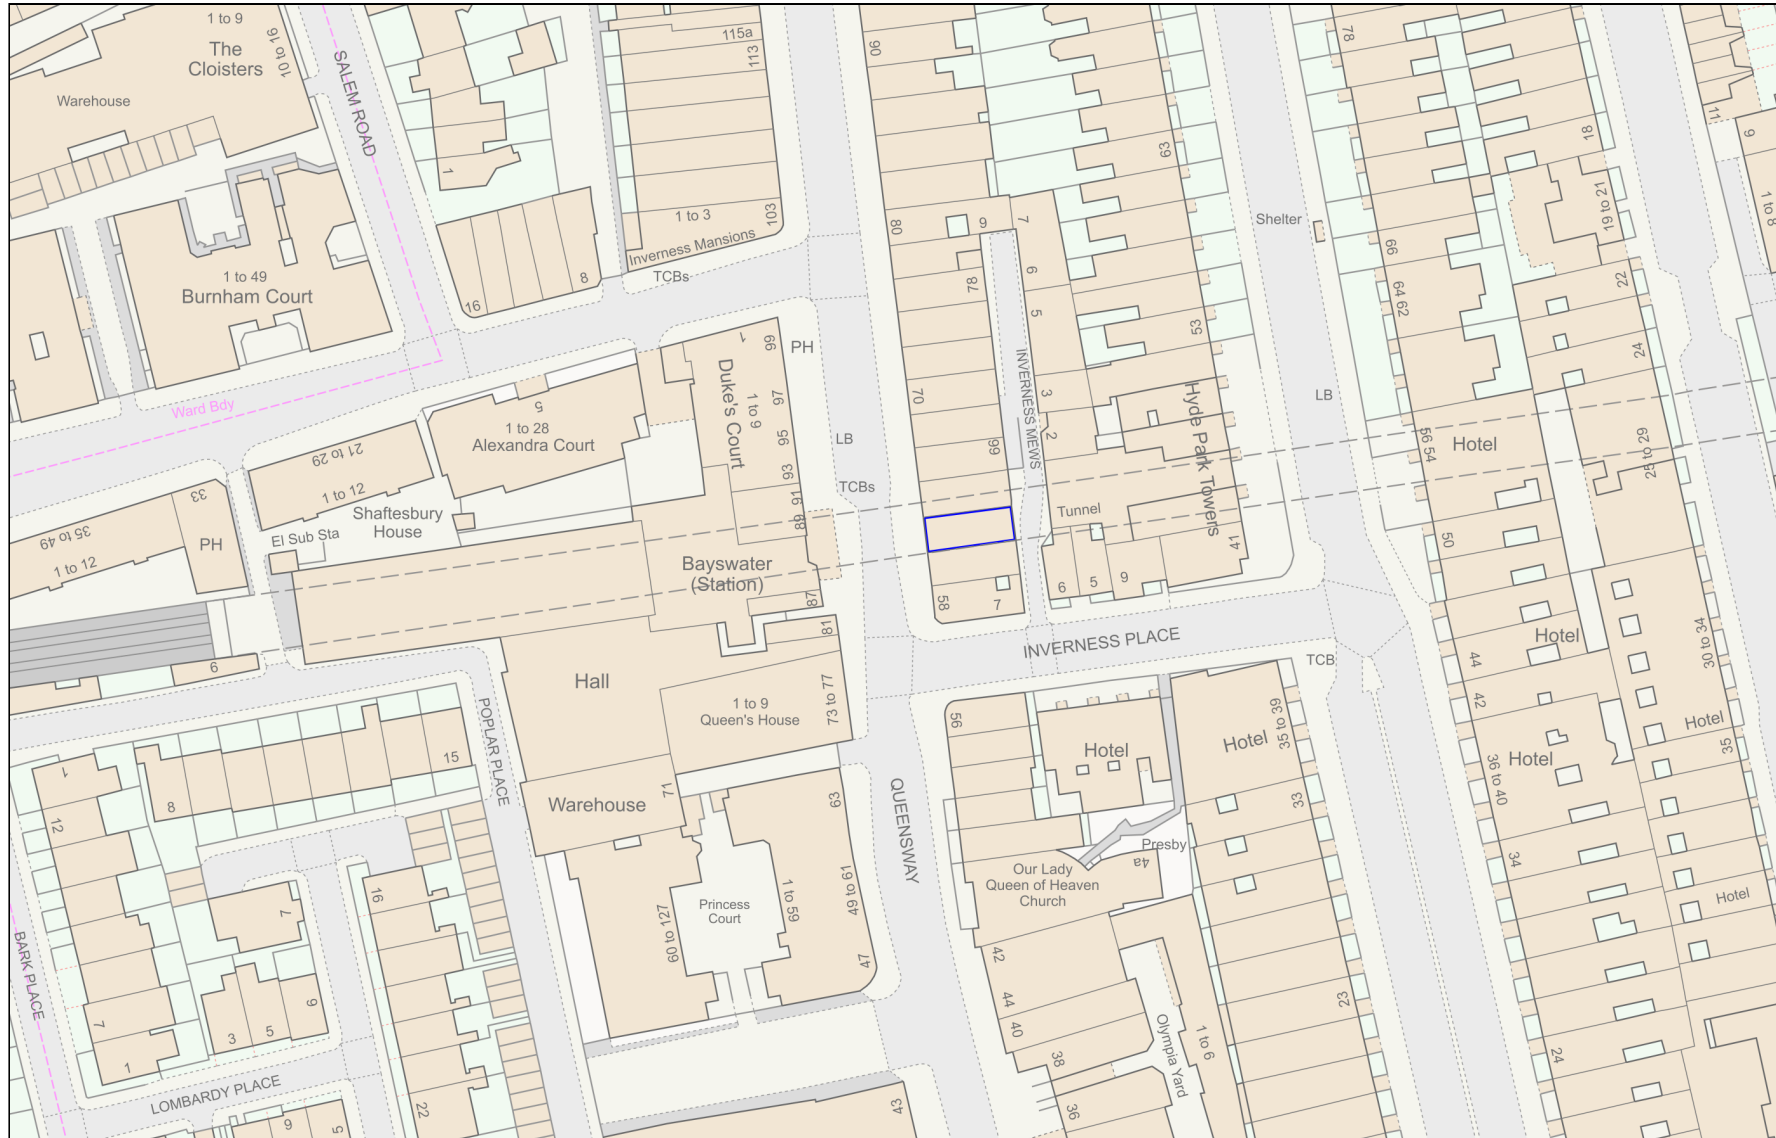 1 to 9
The
Cloisters
10 to 16
Warehouse
SALEM ROAD
1
115a
113
1 to 3
103
Inverness Mansions
TCBs
16
8
1 to 49
Burnham Court
Ward Bdy
90
80
9
7
78
6
5
3
2
70
66
INVERNESS MEWS
63
53
Hyde Park Towers
41
Shelter
LB
78
66
64 62
56 54
50
18
19 to 21
22
24
25 to 29
11
9
1 to 8
Hotel
5
1 to 28
Alexandra Court
21 to 29
1 to 12
Shaftesbury
House
El Sub Sta
33
PH
35 to 49
1 to 12
1
99
PH
Duke's Court
1 to 9
97
95
93
91
89
LB
TCBs
Bayswater
(Station)
87
81
Tunnel
6
5
9
58
7
INVERNESS PLACE
TCB
6
Hall
1 to 9
Queen's House
73 to 77
POPLAR PLACE
Warehouse
71
63
QUEENSWAY
56
Hotel
Hotel
35 to 39
33
Hotel
44
42
Hotel
36 to 40
34
30 to 34
Hotel
35
Hotel
1
12
8
15
7
1
7
3
5
9
16
22
BARK PLACE
LOMBARDY PLACE
9
5
60 to 127
Princess
Court
1 to 59
49 to 61
47
43
Our Lady
Queen of Heaven
Church
Presby
4a
42
44
40
38
36
Olympia Yard
1 to 6
23
24